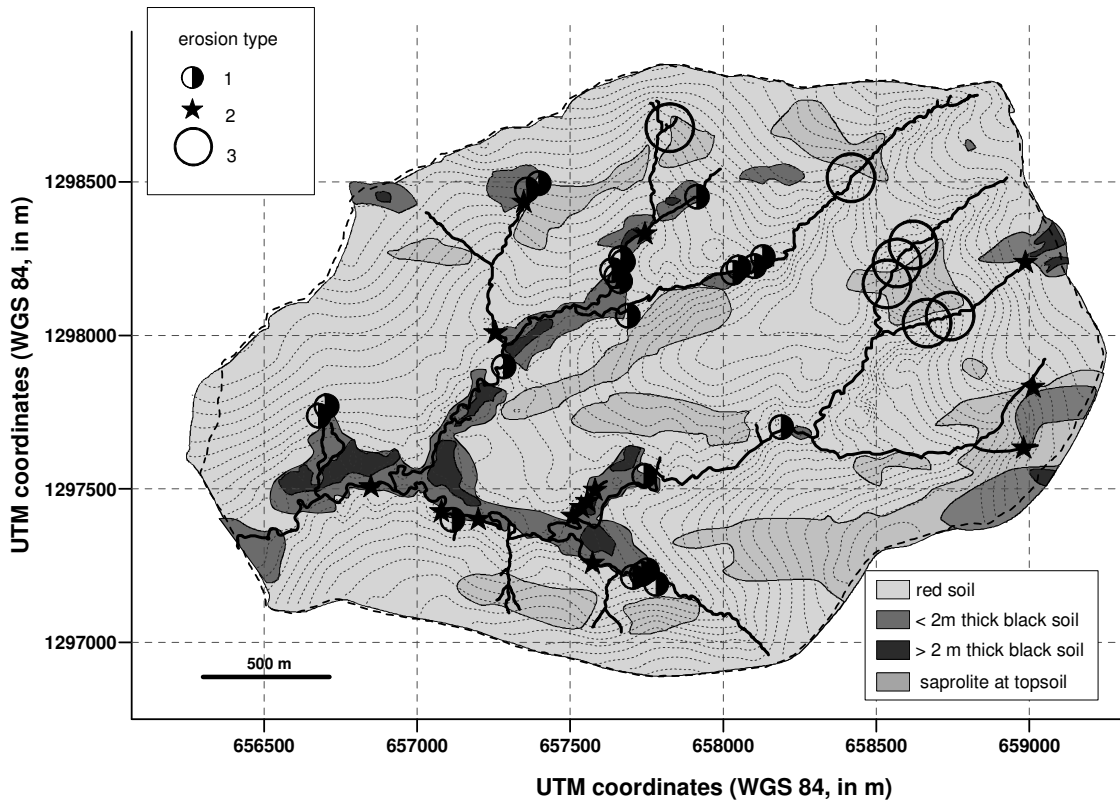 erosion type
1
2
3
1298500
1298000
1297500
1297000
UTM coordinates (WGS 84, in m)
500 m
red soil
< 2m thick black soil
> 2 m thick black soil
saprolite at topsoil
656500 657000 657500 658000 658500 659000
UTM coordinates (WGS 84, in m)